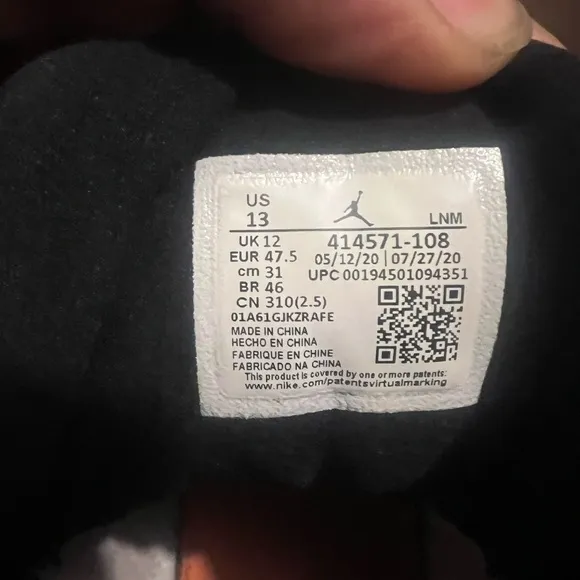 US
13
LNM
UK 12
EUR 47.5
cm 31
BR 46
CN 310(2.5)
414571-108
05/12/20 | 07/27/20
UPC 00194501094351
01A61GJKZRAFE
MADE IN CHINA
HECHO EN CHINA
FABRIQUE EN CHINE
FABRICADO NA CHINA
This product is covered by one or more patents:
www.nike.com/patentsvirtualmarking